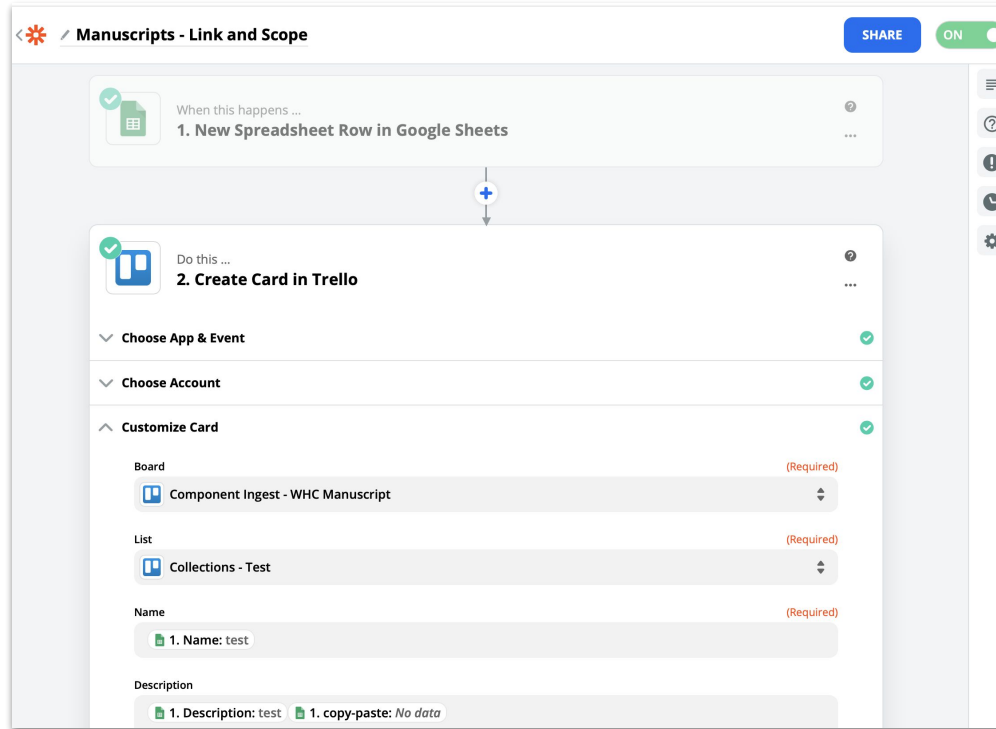 Manuscripts - Link and Scope
SHARE
ON
When this happens ...
1. New Spreadsheet Row in Google Sheets
Do this ...
2. Create Card in Trello
Choose App & Event
Choose Account
Customize Card
Board (Required)
Component Ingest - WHC Manuscript
List (Required)
Collections - Test
Name (Required)
1. Name: test
Description
1. Description: test 1. copy-paste: No data